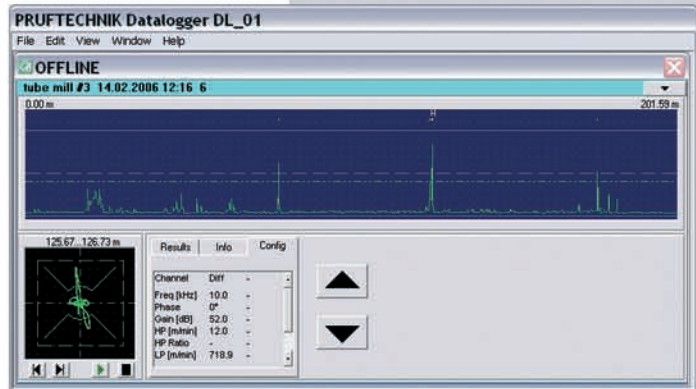 PRUFTECHNIK Datalogger DL_01
File Edit View Window Help
OFFLINE
tube mill #3 14.02.2006 12:16 6
0.00 m 201.59 m
125.67...126.73 m
Results Info Config
Channel Diff -
Freq [kHz] 10.0 -
Phase 0° -
Gain [dB] 52.0 -
HP [m/min] 12.0 -
HP Ratio - -
LP [m/min] 718.9 -